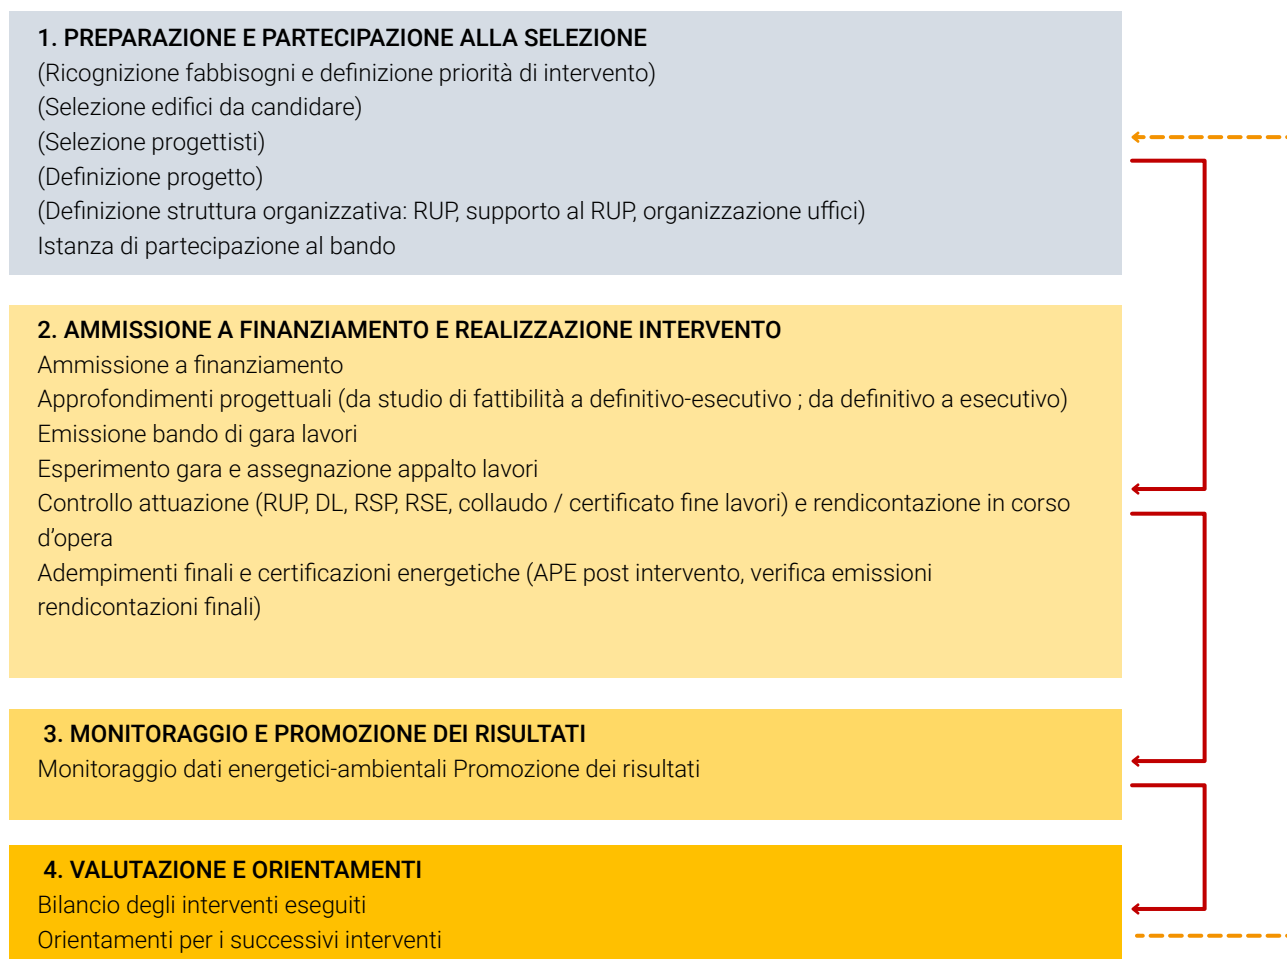 1. PREPARAZIONE E PARTECIPAZIONE ALLA SELEZIONE
(Ricognizione fabbisogni e definizione priorità di intervento)
(Selezione edifici da candidare)
(Selezione progettisti)
(Definizione progetto)
(Definizione struttura organizzativa: RUP, supporto al RUP, organizzazione uffici)
Istanza di partecipazione al bando
2. AMMISSIONE A FINANZIAMENTO E REALIZZAZIONE INTERVENTO
Ammissione a finanziamento
Approfondimenti progettuali (da studio di fattibilità a definitivo-esecutivo ; da definitivo a esecutivo)
Emissione bando di gara lavori
Esperimento gara e assegnazione appalto lavori
Controllo attuazione (RUP, DL, RSP, RSE, collaudo / certificato fine lavori) e rendicontazione in corso
d'opera
Adempimenti finali e certificazioni energetiche (APE post intervento, verifica emissioni
rendicontazioni finali)
3. MONITORAGGIO E PROMOZIONE DEI RISULTATI
Monitoraggio dati energetici-ambientali Promozione dei risultati
4. VALUTAZIONE E ORIENTAMENTI
Bilancio degli interventi eseguiti
Orientamenti per i successivi interventi